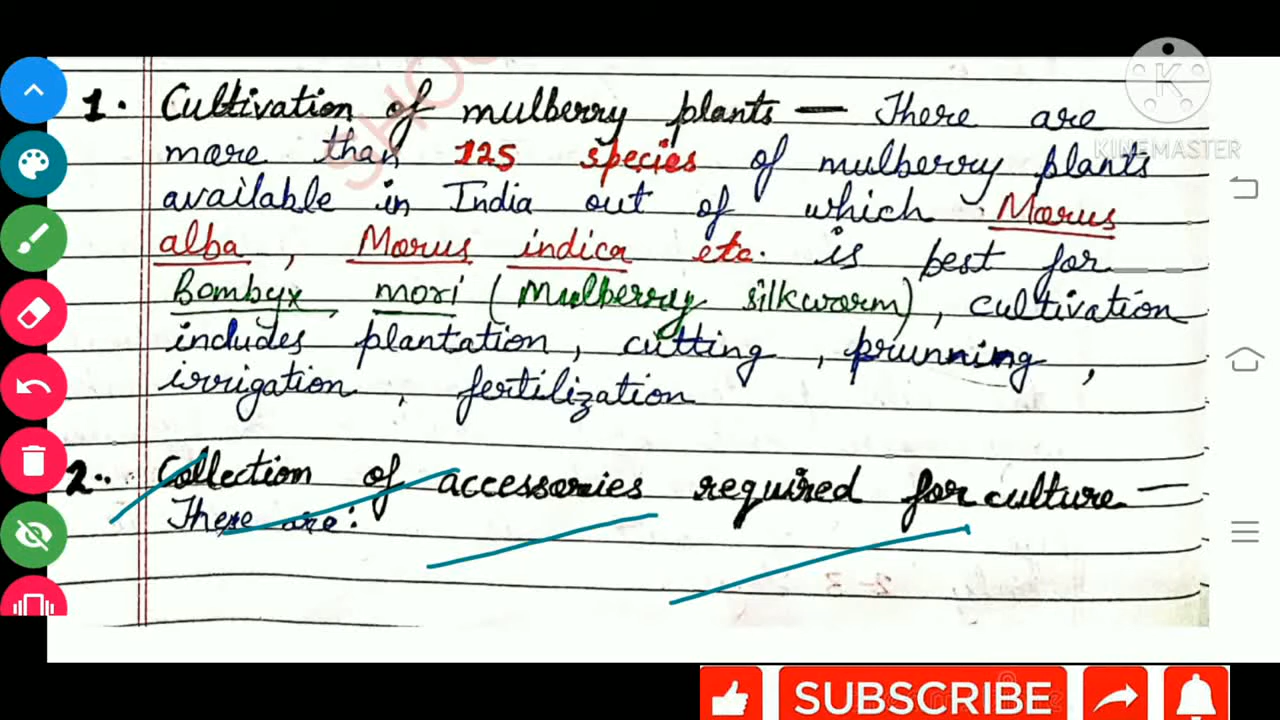 1. Cultivation of mulberry plants — There are
more than 125 species of mulberry plants
available in India out of which Morus
alba, Morus indica etc. is best for
Bombyx mori (Mulberry silkworm), cultivation
includes plantation, cutting, prunning,
irrigation, fertilization
2. Collection of accessories required for culture —
There are:
K
KINEMASTER
SUBSCRIBE